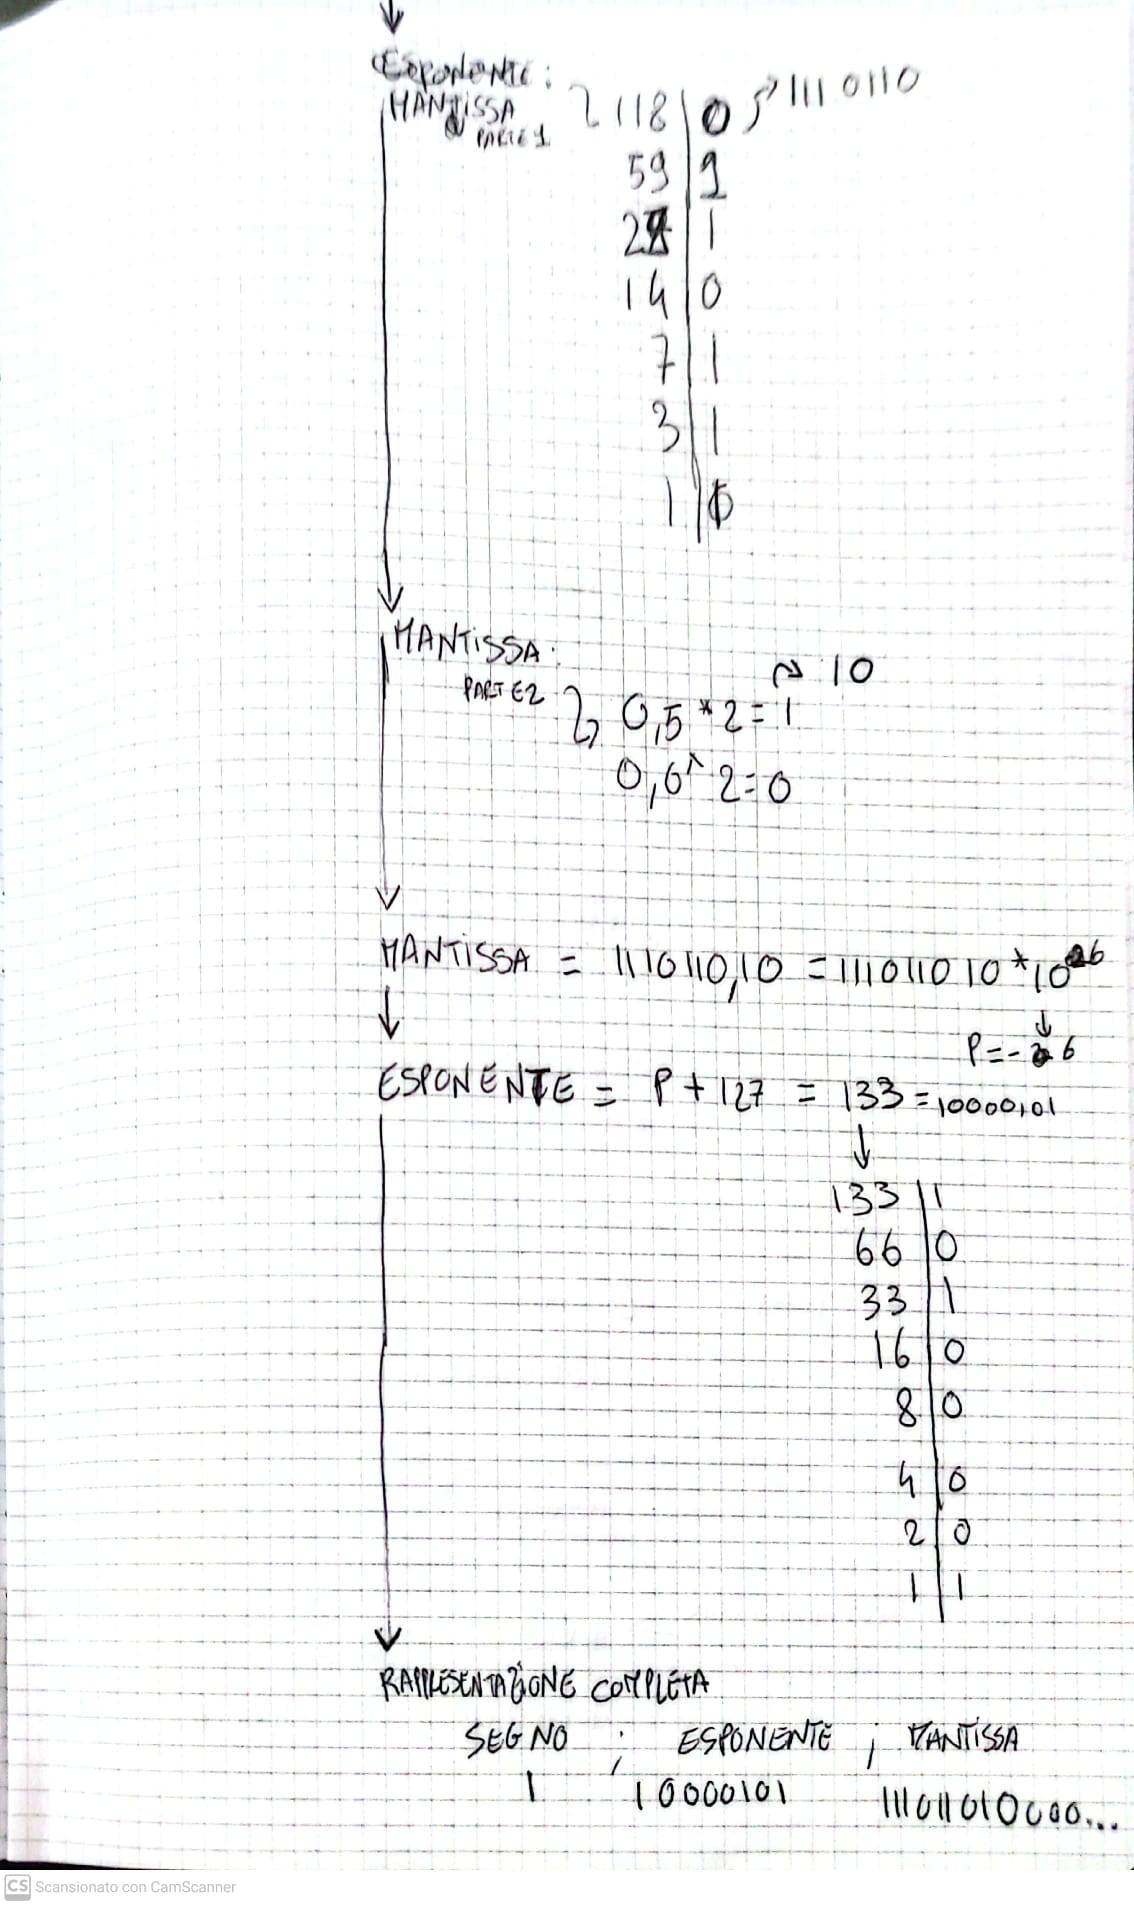 ESPONENTE:
MANTISSA
PARTE 1
118 | 0 1110110
59 | 1
29 | 1
14 | 0
7 | 1
3 | 1
1 | 1
MANTISSA:
PARTE 2
10
0,5 * 2 = 1
0,0 * 2 = 0
MANTISSA = 1110110,10 = 111011010 * 10 6
P = - 6
ESPONENTE = P + 127 = 133 = 10000101
133 | 1
66 | 0
33 | 1
16 | 0
8 | 0
4 | 0
2 | 0
1 | 1
RAPPRESENTAZIONE COMPLETA
SEGNO ; ESPONENTE ; MANTISSA
1 10000101 111011010000...
CS Scansionato con CamScanner